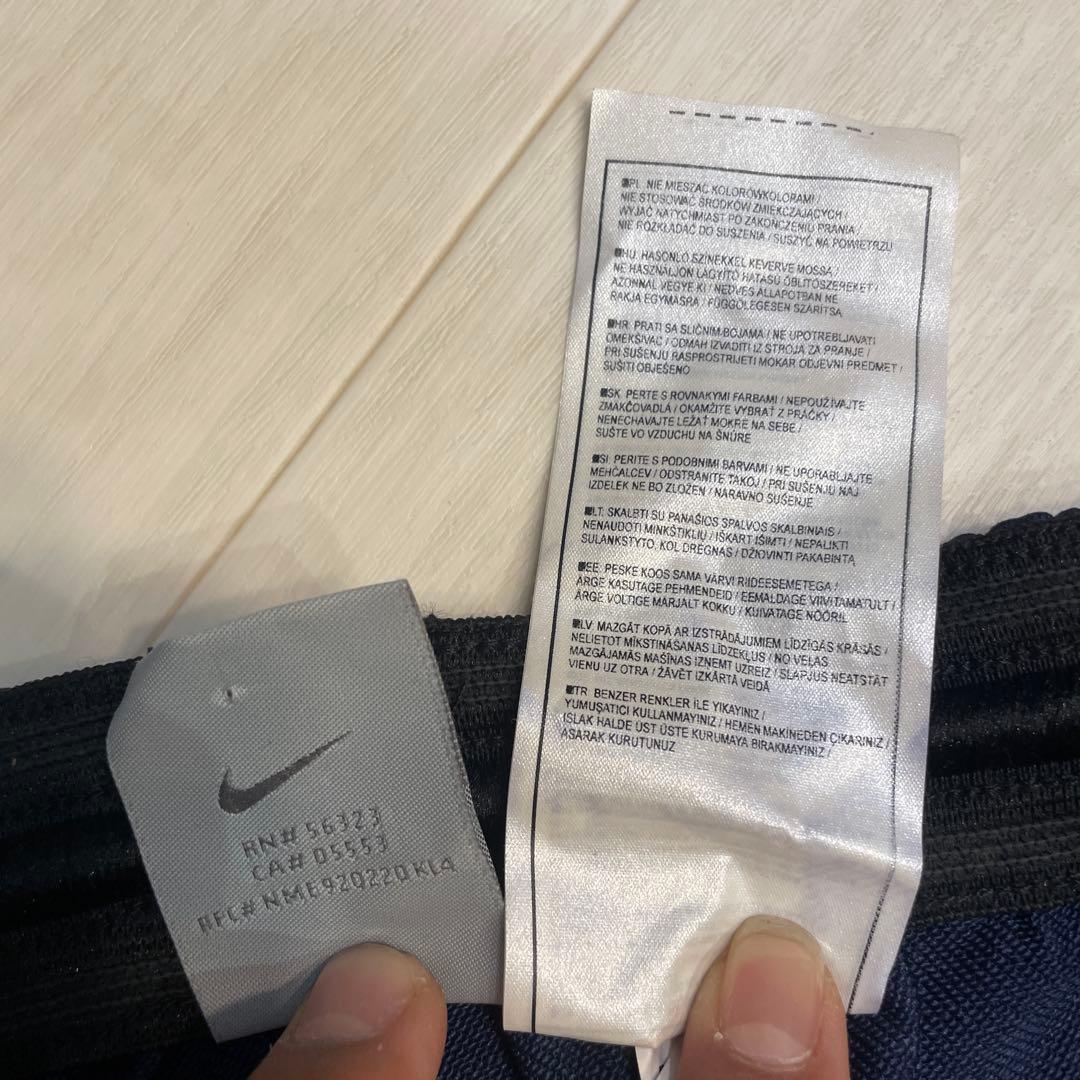 RN# 56323
CA# 05553
RFC# NME920220 KL4
PL. NIE MIESZAĆ KOLORÓWKOLORAMI
NIE STOSOWAĆ ŚRODKÓW ZMIĘKCZAJĄCYCH /
WYJĄĆ NATYCHMIAST PO ZAKOŃCZENIU PRANIA /
NIE ROZKŁADAĆ DO SUSZENIA / SUSZYĆ NA POWIETRZU
HU. HASONLÓ SZINEKKEL KEVERVE MOSSA /
NE HASZNÁLJON LÁGYÍTÓ HATÁSÚ ÖBLÍTŐSZEREKET /
AZONNAL VEGYE KI / NEDVES ÁLLAPOTBAN NE
RAKJA EGYMÁSRA / FÜGGŐLEGESEN SZÁRÍTSA
HR. PRATI SA SLIČNIM BOJAMA / NE UPOTREBLJAVATI
OMEKŠIVAČ / ODMAH IZVADITI IZ STROJA ZA PRANJE /
PRI SUŠENJU RASPROSTRIJETI MOKAR ODJEVNI PREDMET /
SUŠITI OBJEŠENO
SK. PERTE S ROVNAKÝMI FARBAMI / NEPOUŽÍVAJTE
ZMÄKČOVADLÁ / OKAMŽITE VYBRAŤ Z PRÁČKY /
NENECHÁVAJTE LEŽAŤ MOKRÉ NA SEBE /
SUŠTE VO VZDUCHU NA ŠNÚRE
SI. PERITE S PODOBNIMI BARVAMI / NE UPORABLJAJTE
MEHČALCEV / ODSTRANITE TAKOJ / PRI SUŠENJU NAJ
IZDELEK NE BO ZLOŽEN / NARAVNO SUŠENJE
LT. SKALBTI SU PANAŠIOS SPALVOS SKALBINIAIS /
NENAUDOTI MINKŠTIKLIŲ / IŠKART IŠIMTI / NEPALIKTI
SULANKSTYTO, KOL DRĖGNAS / DŽIOVINTI PAKABINTĄ
EE. PESKE KOOS SAMA VÄRVI RIIDEESEMETEGA /
ÄRGE KASUTAGE PEHMENDEID / EEMALDAGE VIIVITAMATULT /
ÄRGE VOLTIGE MÄRJALT KOKKU / KUIVATAGE NÖÖRIL
LV. MAZGĀT KOPĀ AR IZSTRĀDĀJUMIEM LĪDZĪGĀS KRĀSĀS /
NELIETOT MĪKSTINĀŠANAS LĪDZEKĻUS / NO VEĻAS
MAZGĀJAMĀS MAŠĪNAS IZŅEMT UZREIZ / SLAPJUS NEATSTĀT
VIENU UZ OTRA / ŽĀVĒT IZKĀRTĀ VEIDĀ
TR. BENZER RENKLER İLE YIKAYINIZ /
YUMUŞATICI KULLANMAYINIZ / HEMEN MAKİNEDEN ÇIKARINIZ /
ISLAK HALDE ÜST ÜSTE KURUMAYA BIRAKMAYINIZ /
ASARAK KURUTUNUZ